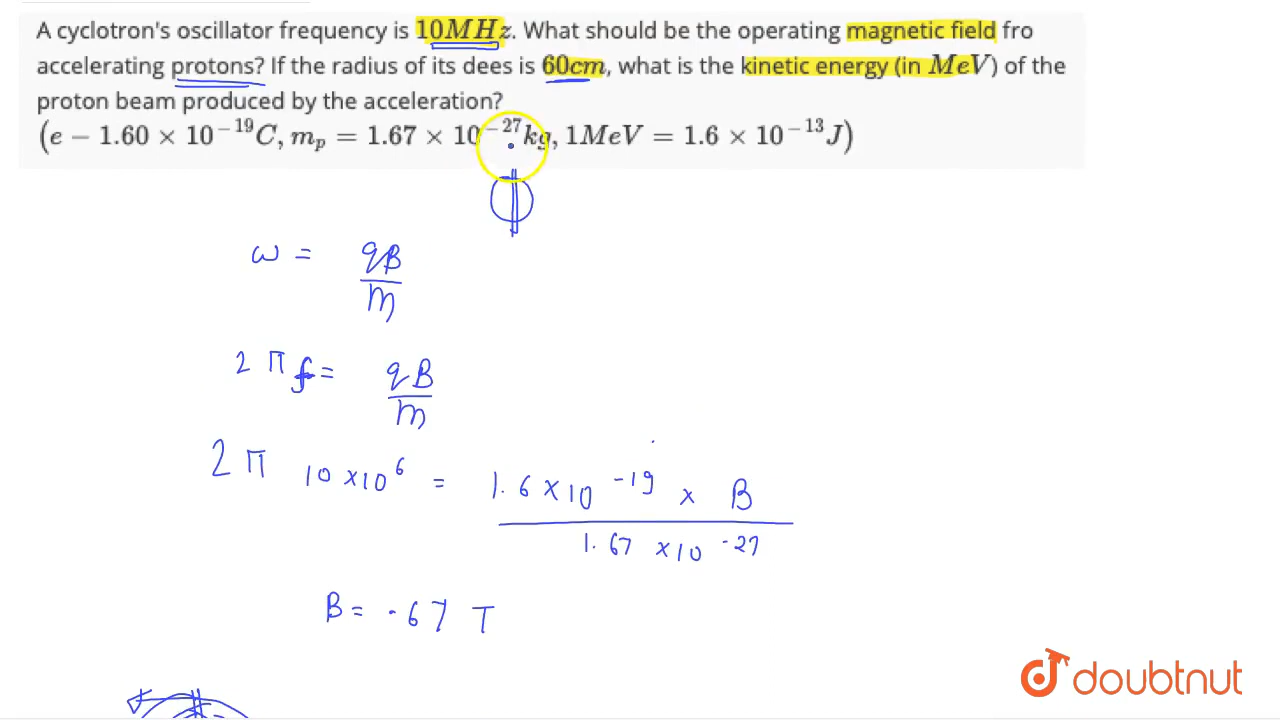 A cyclotron's oscillator frequency is 10MHz. What should be the operating magnetic field fro
accelerating protons? If the radius of its dees is 60cm, what is the kinetic energy (in MeV) of the
proton beam produced by the acceleration?
(e − 1.60 × 10^−19 C, m_p = 1.67 × 10^−27 kg, 1MeV = 1.6 × 10^−13 J)
ω = qB/m
2πf = qB/m
2π 10×10^6 = 1.6×10^-19 × B / 1.67 ×10^-27
B = .67 T
doubtnut